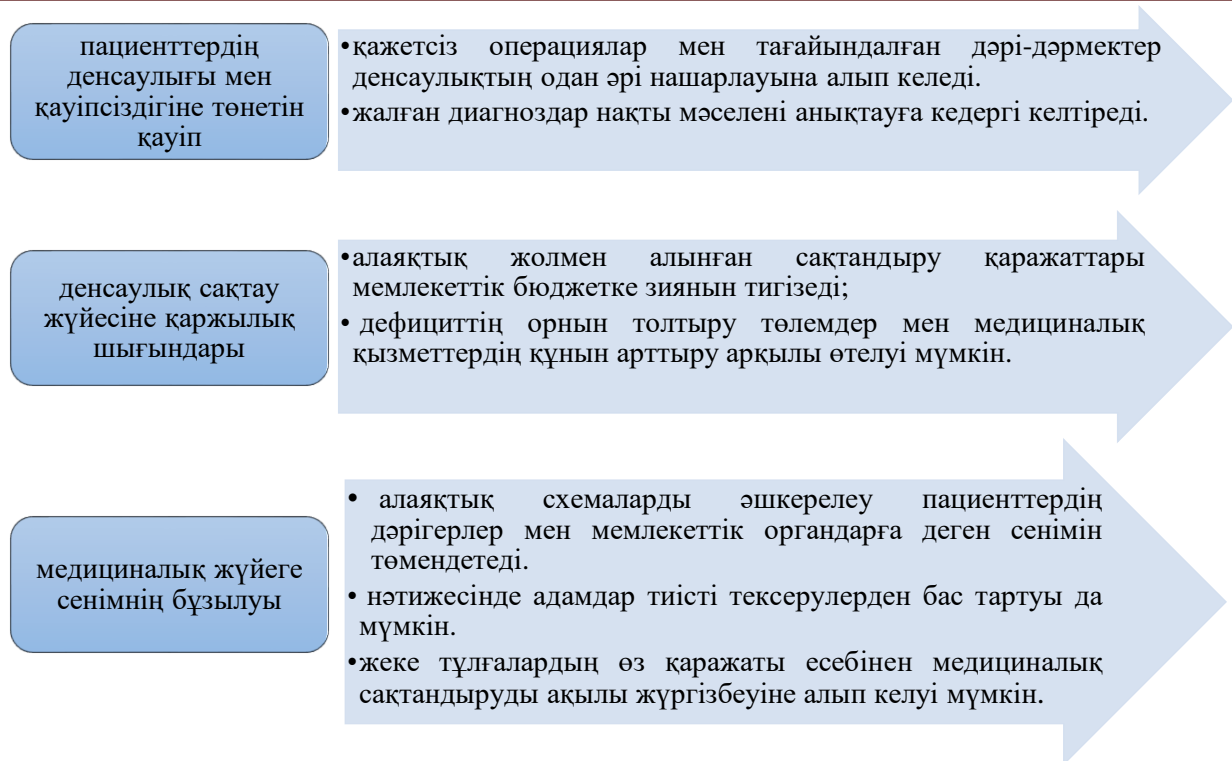 пациенттердің
денсаулығы мен
қауіпсіздігіне төнетін
қауіп
•қажетсіз операциялар мен тағайындалған дәрі-дәрмектер
денсаулықтың одан әрі нашарлауына алып келеді.
•жалған диагноздар нақты мәселені анықтауға кедергі келтіреді.
денсаулық сақтау
жүйесіне қаржылық
шығындары
•алаяқтық жолмен алынған сақтандыру қаражаттары
мемлекеттік бюджетке зиянын тигізеді;
• дефициттің орнын толтыру төлемдер мен медициналық
қызметтердің құнын арттыру арқылы өтелуі мүмкін.
медициналық жүйеге
сенімнің бұзылуы
• алаяқтық схемаларды әшкерелеу пациенттердің
дәрігерлер мен мемлекеттік органдарға деген сенімін
төмендетеді.
• нәтижесінде адамдар тиісті тексерулерден бас тартуы да
мүмкін.
•жеке тұлғалардың өз қаражаты есебінен медициналық
сақтандыруды ақылы жүргізбеуіне алып келуі мүмкін.